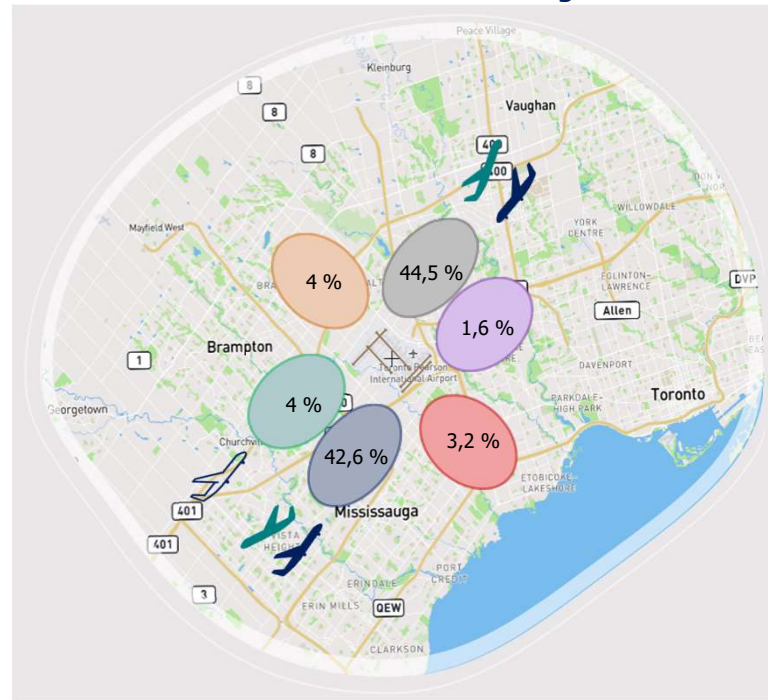 Peace Village
Kleinburg
8
Vaughan
8
8
400
400
WILLOWDALE
Mayfield West
YORK
CENTRE
4 %
44,5 %
EGLINTON-
LAWRENCE
DVP
Allen
1,6 %
Brampton
1
Toronto Pearson
International Airport
DAVENPORT
Toronto
PARKDALE-
HIGH PARK
Georgetown
4 %
3,2 %
42,6 %
ETOBICOKE-
LAKESHORE
401
Mississauga
VISTA
HEIGHTS
401
PORT
CREDIT
ERINDALE
3
ERIN MILLS
QEW
CLARKSON